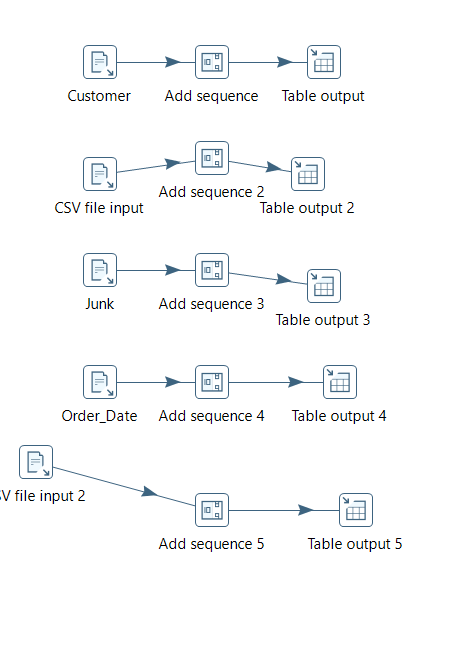 Customer Add sequence Table output
CSV file input Add sequence 2 Table output 2
Junk Add sequence 3 Table output 3
Order_Date Add sequence 4 Table output 4
V file input 2
Add sequence 5 Table output 5